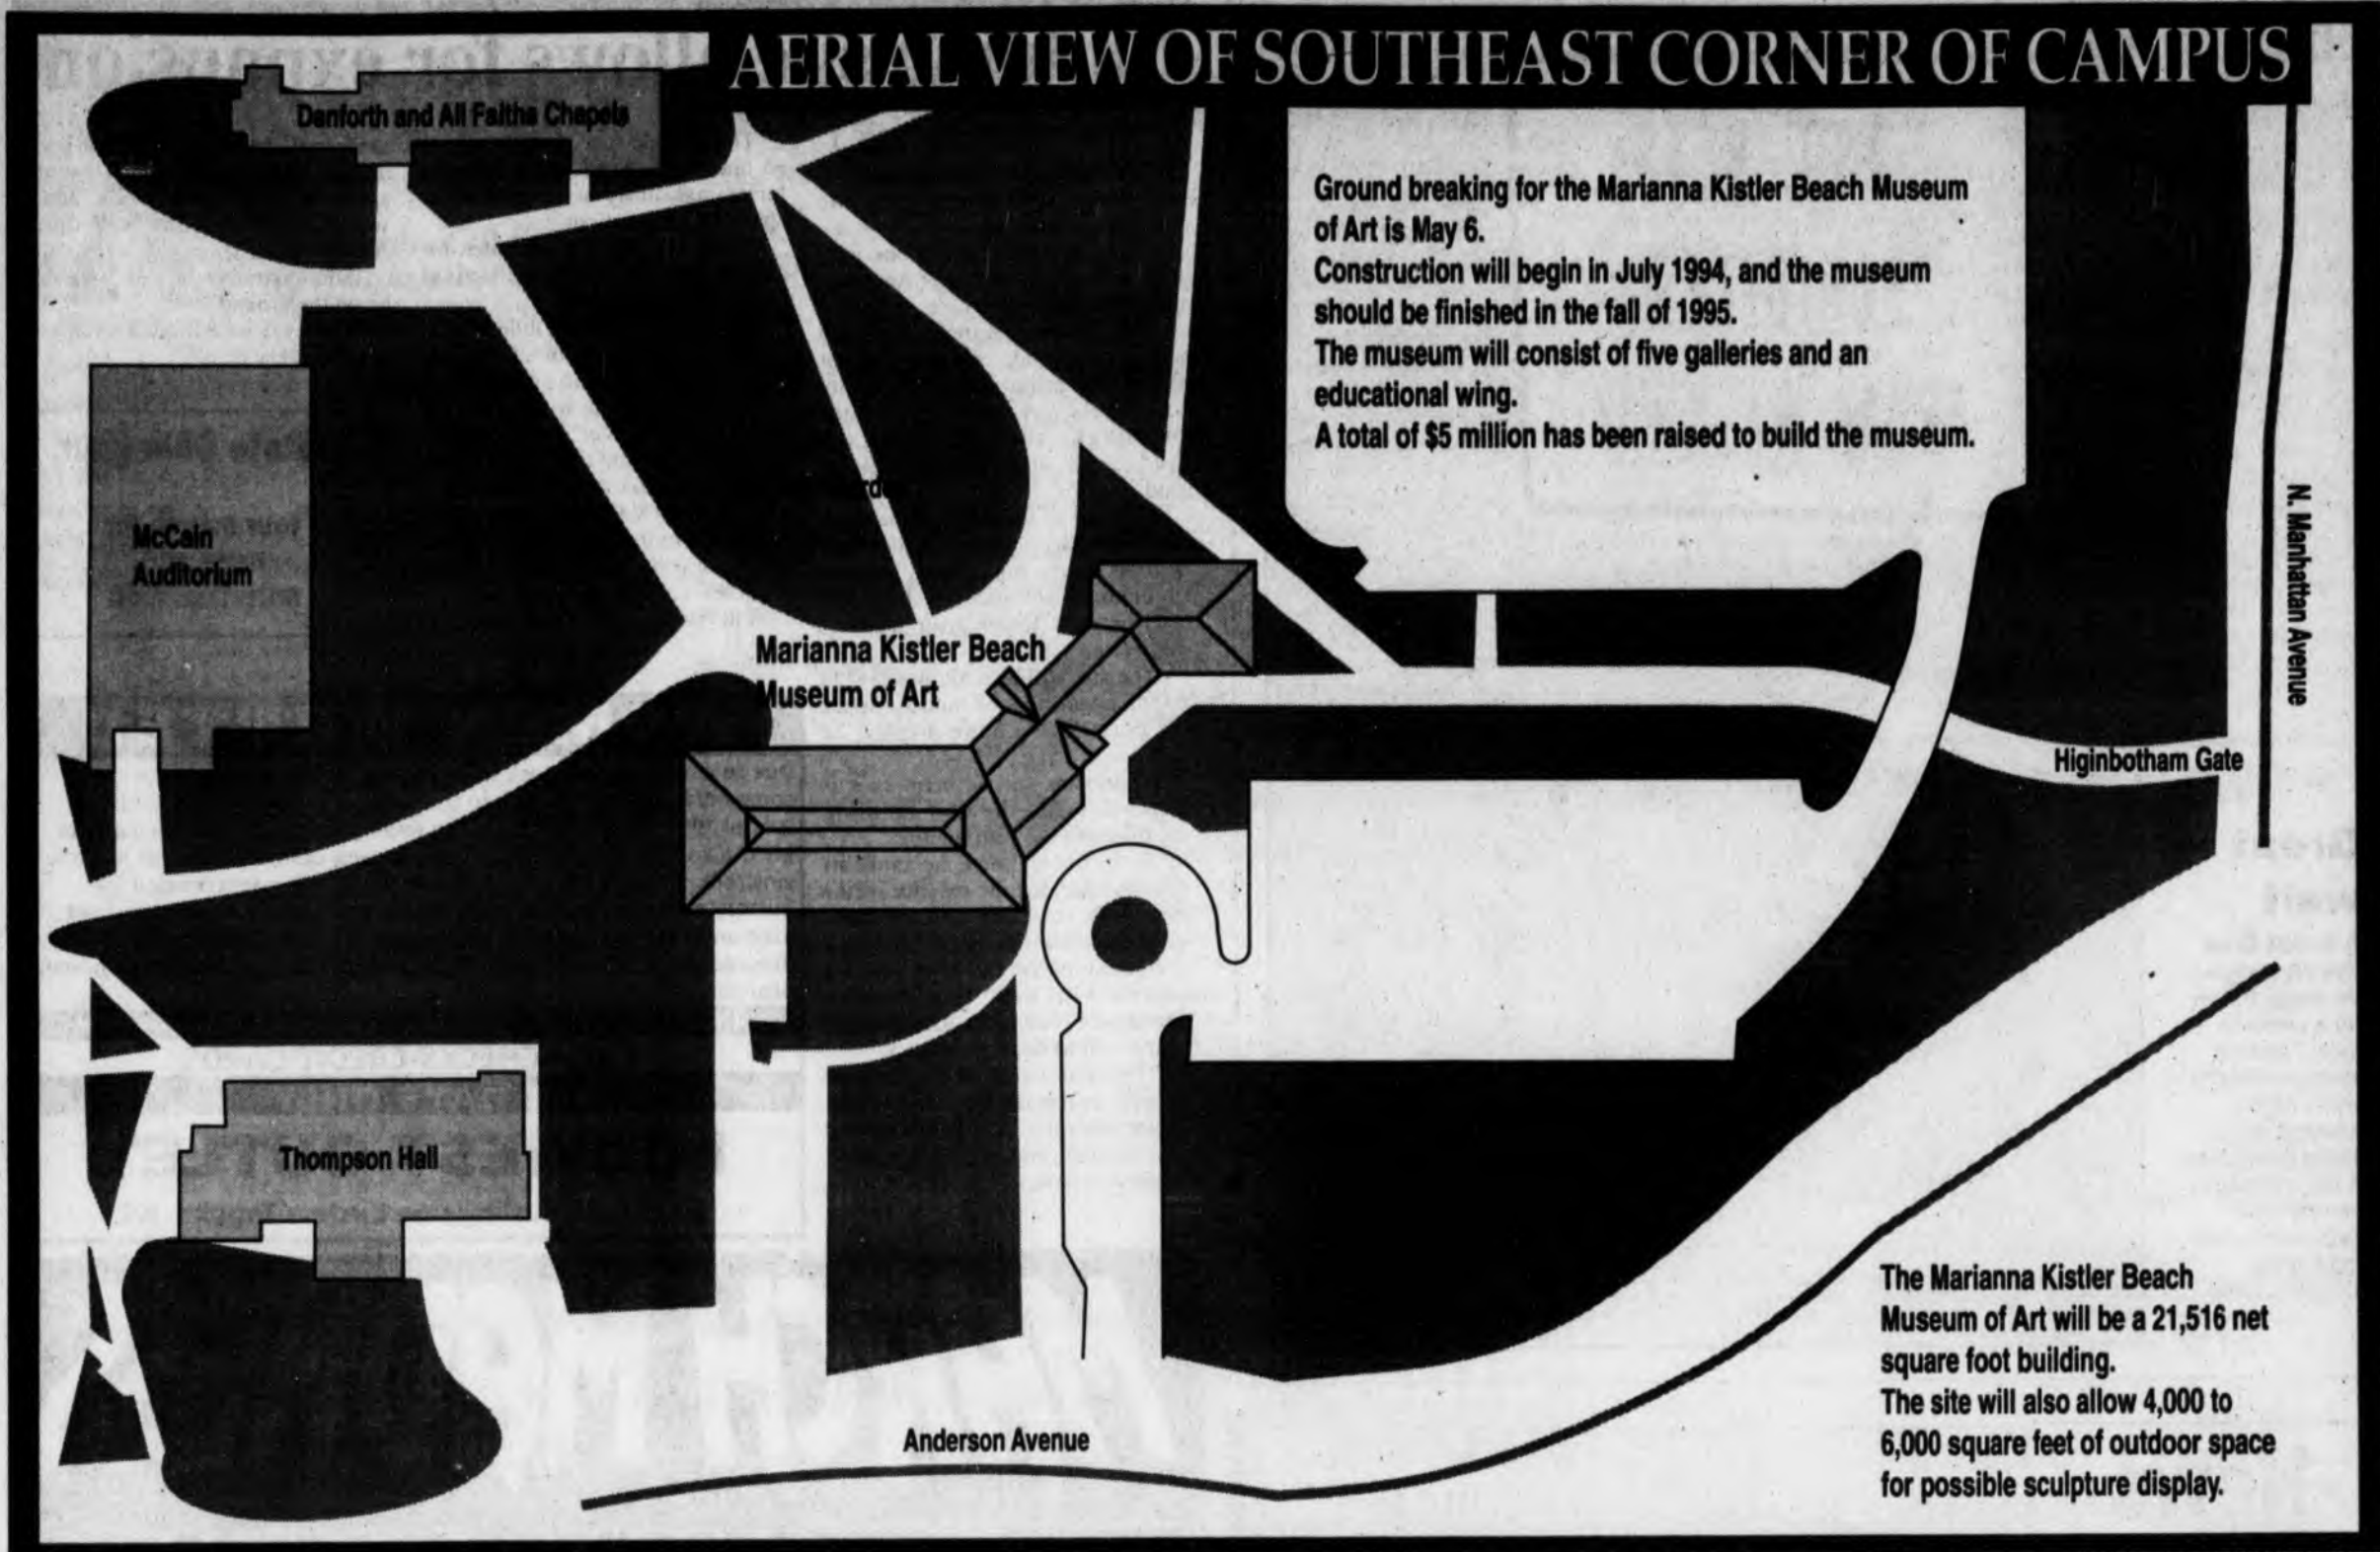 AERIAL VIEW OF SOUTHEAST CORNER OF CAMPUS
Danforth and All Faiths Chapels
Ground breaking for the Marianna Kistler Beach Museum
of Art is May 6.
Construction will begin in July 1994, and the museum
should be finished in the fall of 1995.
The museum will consist of five galleries and an
educational wing.
A total of $5 million has been raised to build the museum.
McCain
Auditorium
N. Manhattan Avenue
Marianna Kistler Beach
Museum of Art
Higinbotham Gate
Thompson Hall
Anderson Avenue
The Marianna Kistler Beach
Museum of Art will be a 21,516 net
square foot building.
The site will also allow 4,000 to
6,000 square feet of outdoor space
for possible sculpture display.